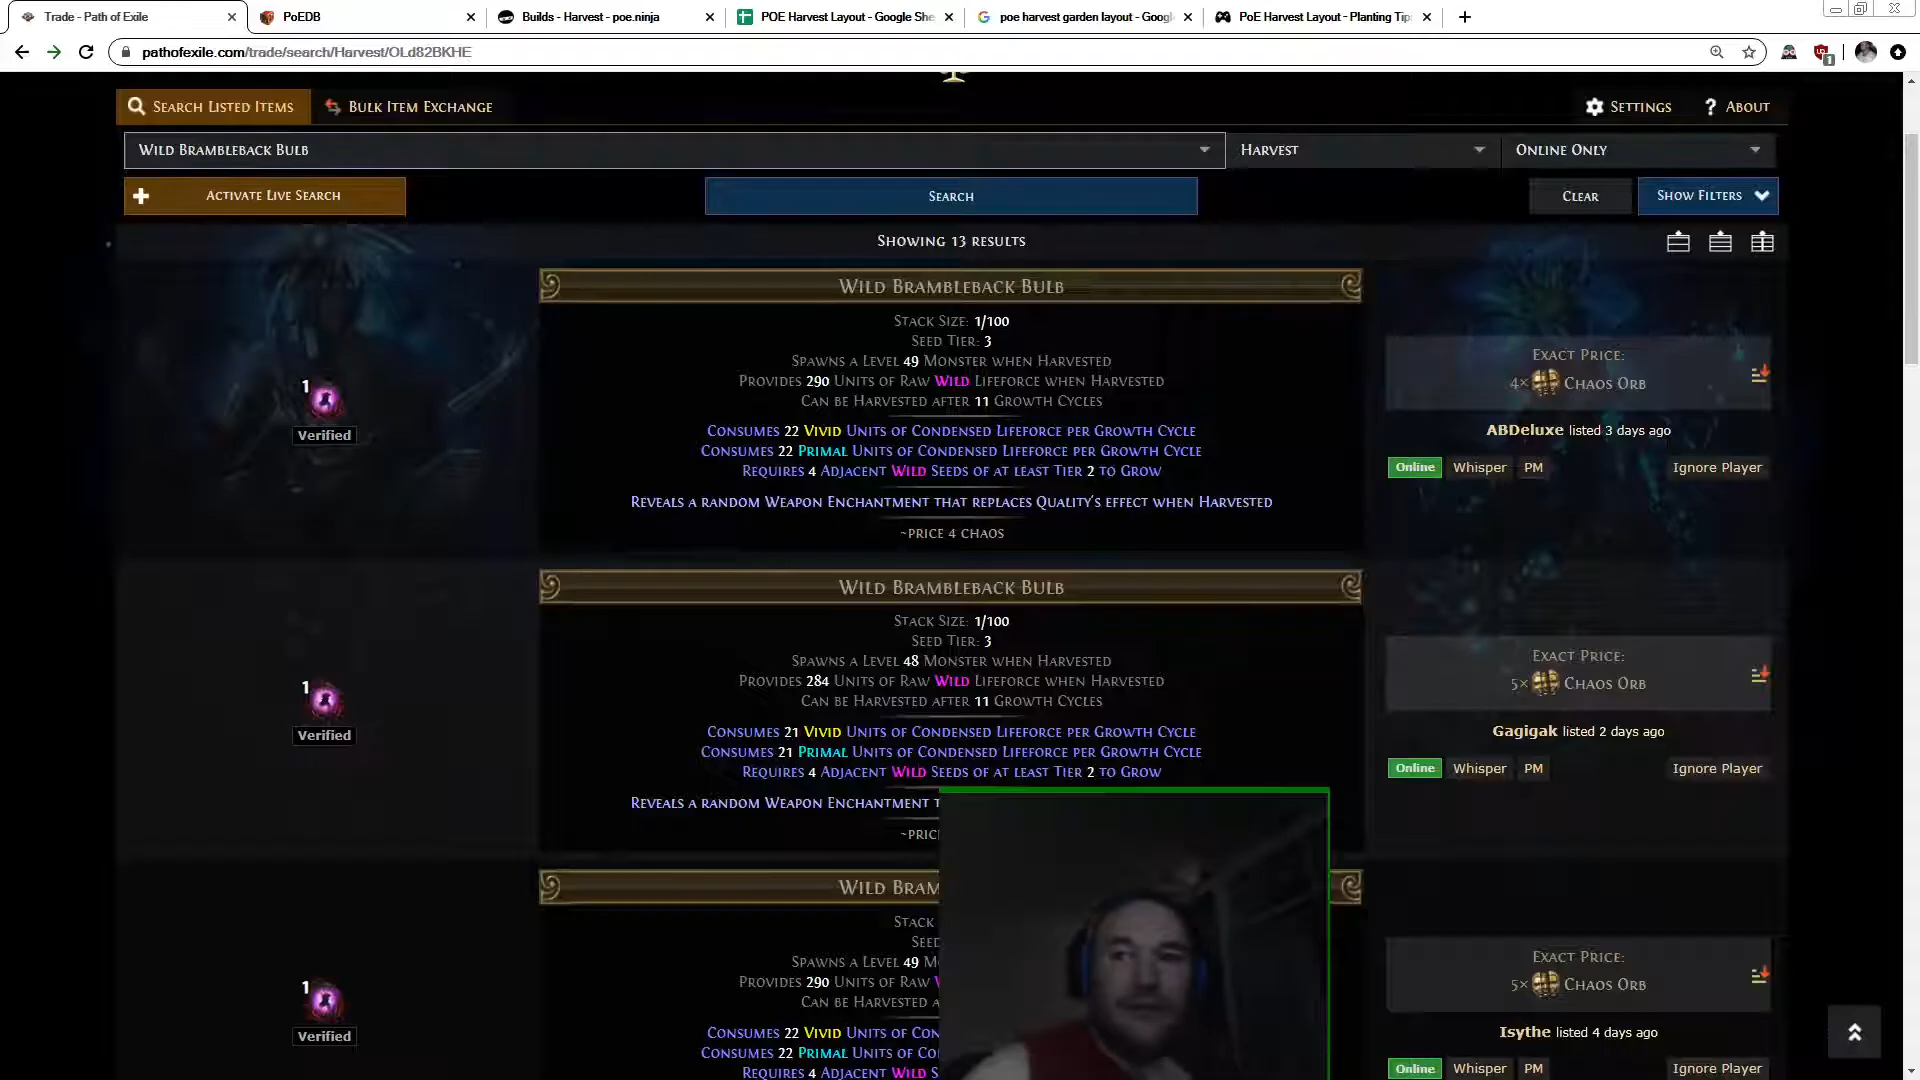 Trade - Path of Exile
PoEDB
Builds - Harvest - poe.ninja
POE Harvest Layout - Google She
poe harvest garden layout - Googl
PoE Harvest Layout - Planting Tip
pathofexile.com/trade/search/Harvest/OLd82BKHE
1
Search Listed Items
Bulk Item Exchange
Settings
? About
Wild Brambleback Bulb
Harvest
Online Only
Activate Live Search
Search
Clear
Show Filters
Showing 13 results
Wild Brambleback Bulb
Stack Size: 1/100
Seed Tier: 3
Spawns a Level 49 Monster when Harvested
Provides 290 Units of Raw Wild Lifeforce when Harvested
Can be Harvested after 11 Growth Cycles
Consumes 22 Vivid Units of Condensed Lifeforce per Growth Cycle
Consumes 22 Primal Units of Condensed Lifeforce per Growth Cycle
Requires 4 Adjacent Wild Seeds of at least Tier 2 to Grow
Reveals a random Weapon Enchantment that replaces Quality's effect when Harvested
~price 4 chaos
1
Verified
Exact Price:
4× Chaos Orb
ABDeluxe listed 3 days ago
Online Whisper PM Ignore Player
Wild Brambleback Bulb
Stack Size: 1/100
Seed Tier: 3
Spawns a Level 48 Monster when Harvested
Provides 284 Units of Raw Wild Lifeforce when Harvested
Can be Harvested after 11 Growth Cycles
Consumes 21 Vivid Units of Condensed Lifeforce per Growth Cycle
Consumes 21 Primal Units of Condensed Lifeforce per Growth Cycle
Requires 4 Adjacent Wild Seeds of at least Tier 2 to Grow
Reveals a random Weapon Enchantment t
~pric
1
Verified
Exact Price:
5× Chaos Orb
Gagigak listed 2 days ago
Online Whisper PM Ignore Player
Wild Bram
Stack
Seed
Spawns a Level 49 M
Provides 290 Units of Raw W
Can be Harvested a
Consumes 22 Vivid Units of Con
Consumes 22 Primal Units of Co
Requires 4 Adjacent Wild S
1
Verified
Exact Price:
5× Chaos Orb
Isythe listed 4 days ago
Online Whisper PM Ignore Player